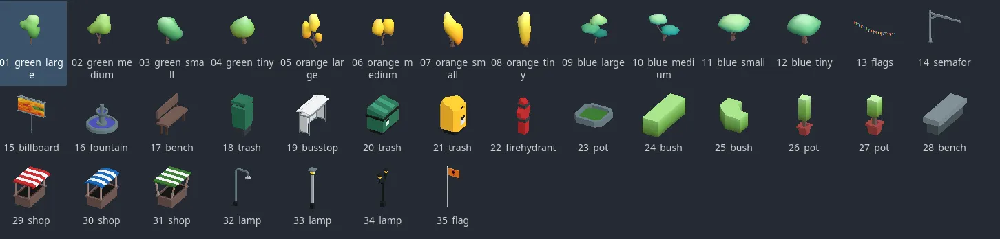 01_green_larg
e
02_green_me
dium
03_green_sma
ll
04_green_tiny
05_orange_lar
ge
06_orange_m
edium
07_orange_sm
all
08_orange_tin
y
09_blue_large
10_blue_medi
um
11_blue_small
12_blue_tiny
13_flags
14_semafor
15_billboard
16_fountain
17_bench
18_trash
19_busstop
20_trash
21_trash
22_firehydrant
23_pot
24_bush
25_bush
26_pot
27_pot
28_bench
29_shop
30_shop
31_shop
32_lamp
33_lamp
34_lamp
35_flag